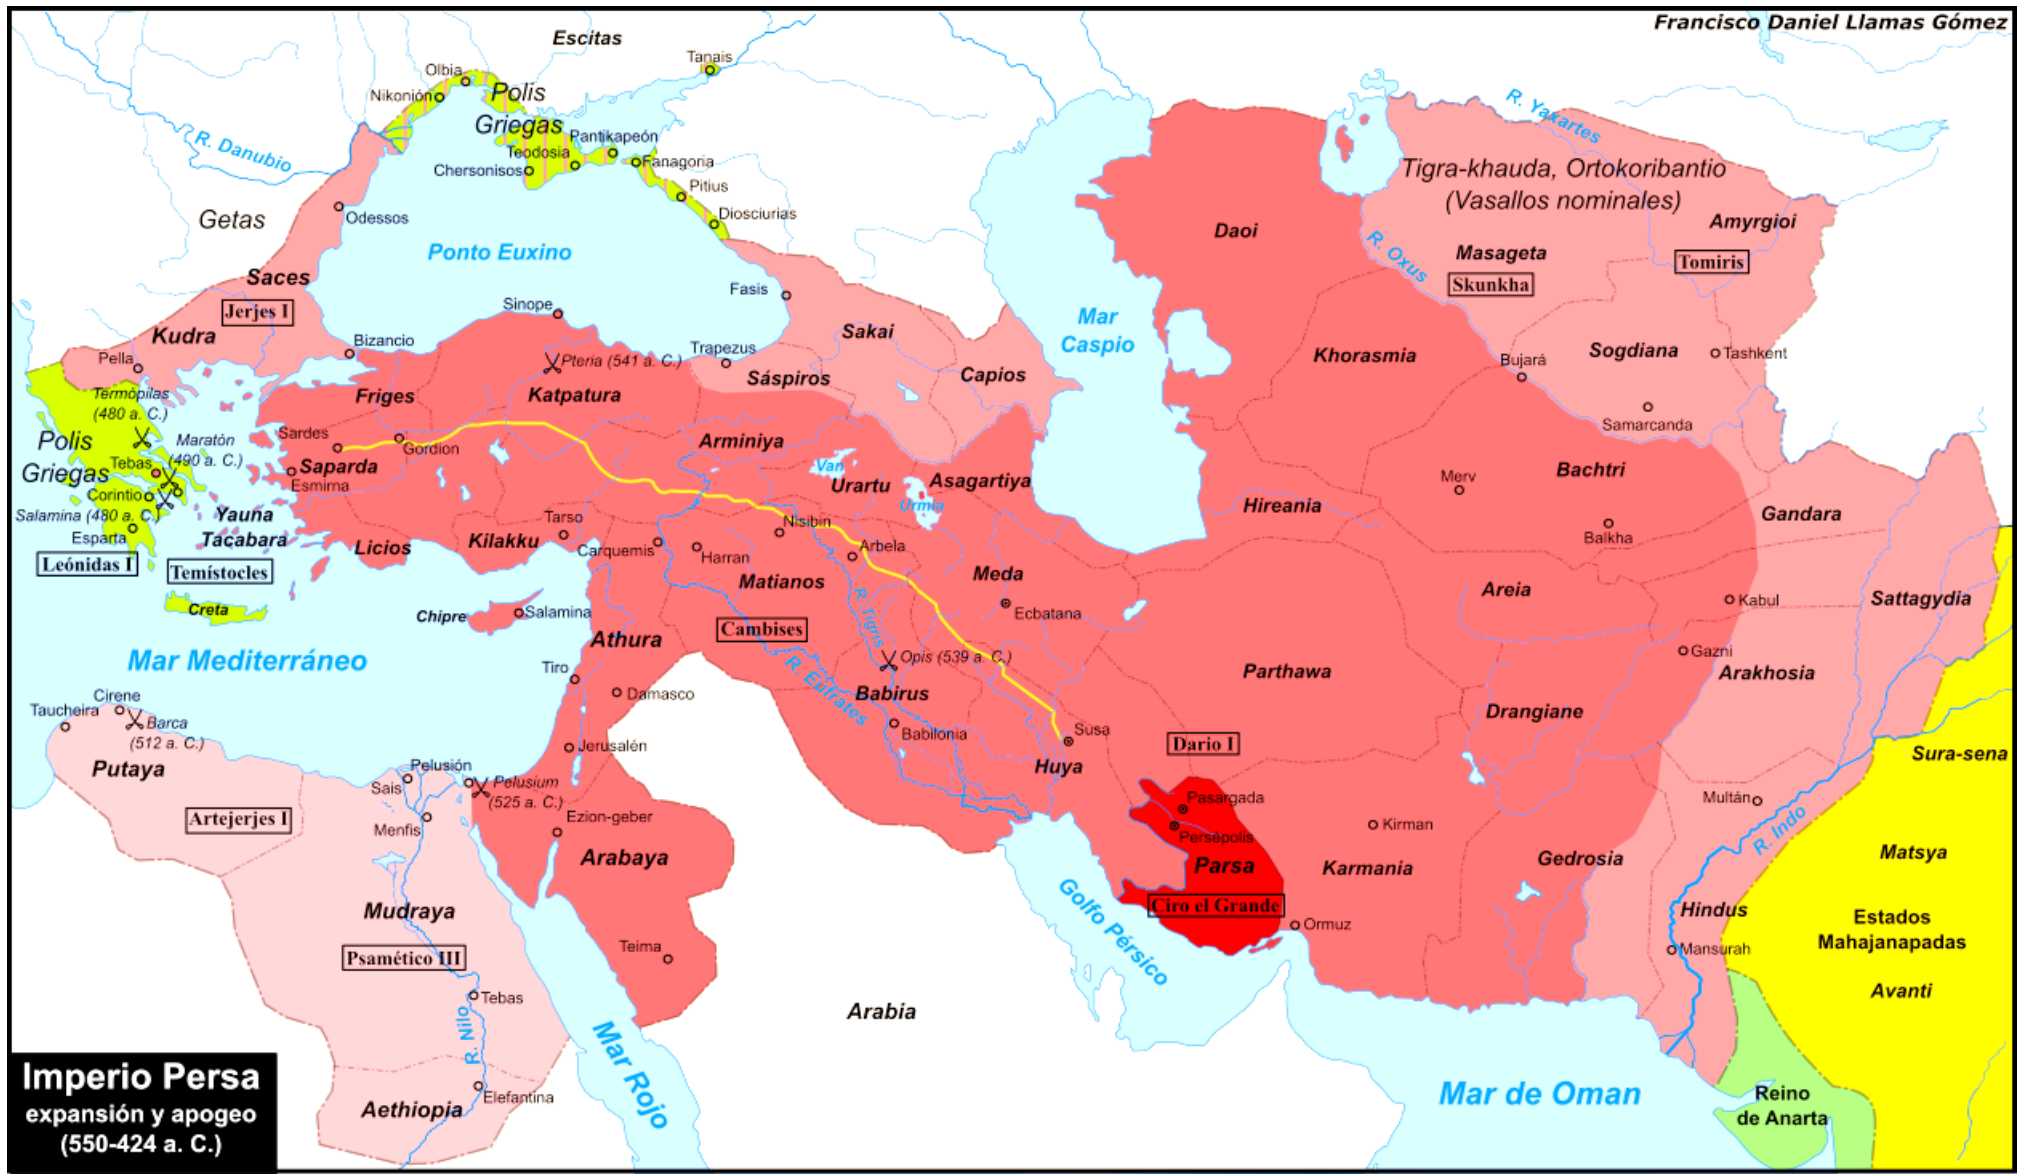 Francisco Daniel Llamas Gómez
Escitas
Tanais
Olbia
Nikonión
Polis
Griegas
R. Danubio
Pantikapeón
Teodosia
Fanagoria
Chersonisos
Pitius
Diosciurias
Getas
Odessos
Ponto Euxino
Saces
Jerjes I
Kudra
Sinope
Fasis
Bizancio
Pella
Trapezus
Pteria (541 a. C.)
Sakai
Sáspiros
Capios
Mar
Caspio
Daoi
R. Yaxartes
Tigra-khauda, Ortokoribantio
(Vasallos nominales)
Amyrgioi
R. Oxus
Masageta
Tomiris
Skunkha
Khorasmia
Sogdiana
Bujará
Tashkent
Samarcanda
Termópilas
(480 a. C.)
Friges
Katpatura
Polis
Griegas
Maratón
(490 a. C.)
Tebas
Corintio
Salamina (480 a. C.)
Esparta
Leónidas I
Temístocles
Creta
Sardes
Gordion
Saparda
Esmirna
Yauna
Tacabara
Licios
Kilakku
Tarso
Carquemis
Harran
Arminiya
Van
Urartu
Urmia
Asagartiya
Nisibin
Arbela
Matianos
Meda
Ecbatana
Cambises
R. Tigris
R. Eufrates
Opis (539 a. C.)
Babirus
Babilonia
Susa
Huya
Merv
Bachtri
Hireania
Balkha
Gandara
Areia
Kabul
Sattagydia
Gazni
Arakhosia
Parthawa
Drangiane
Sura-sena
Chipre
Salamina
Athura
Mar Mediterráneo
Tiro
Damasco
Jerusalén
Cirene
Taucheira
Barca
(512 a. C.)
Putaya
Artejerjes I
Pelusión
Sais
Pelusium
(525 a. C.)
Menfis
Ezion-geber
Arabaya
Dario I
Pasargada
Persépolis
Parsa
Ciro el Grande
Kirman
Karmania
Ormuz
Golfo Pérsico
Gedrosia
Multán
R. Indo
Matsya
Hindus
Mansurah
Estados
Mahajanapadas
Avanti
Mudraya
Psamético III
Teima
Tebas
R. Nilo
Arabia
Mar Rojo
Aethiopia
Elefantina
Mar de Oman
Reino
de Anarta
Imperio Persa
expansión y apogeo
(550-424 a. C.)